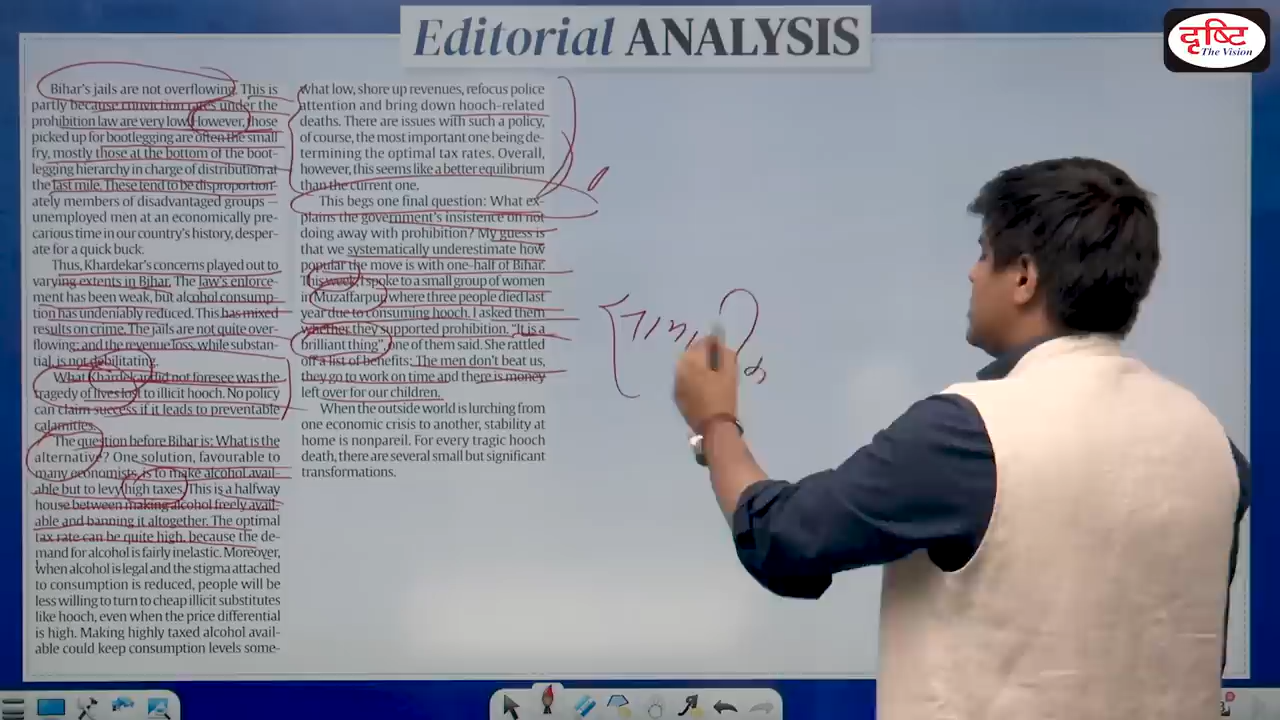 Editorial ANALYSIS
दृष्टि
The Vision
Bihar's jails are not overflowing. This is
partly because conviction rates under the
prohibition law are very low. However, those
picked up for bootlegging are often the small
fry, mostly those at the bottom of the boot-
legging hierarchy in charge of distribution at
the last mile. These tend to be disproportion-
ately members of disadvantaged groups —
unemployed men at an economically pre-
carious time in our country's history, desper-
ate for a quick buck.
Thus, Khardekar's concerns played out to
varying extents in Bihar. The law's enforce-
ment has been weak, but alcohol consump-
tion has undeniably reduced. This has mixed
results on crime. The jails are not quite over-
flowing; and the revenue loss, while substan-
tial, is not debilitating.
What Khardekar did not foresee was the
tragedy of lives lost to illicit hooch. No policy
can claim success if it leads to preventable
calamities.
The question before Bihar is: What is the
alternative? One solution, favourable to
many economists, is to make alcohol avail-
able but to levy high taxes. This is a halfway
house between making alcohol freely avail-
able and banning it altogether. The optimal
tax rate can be quite high, because the de-
mand for alcohol is fairly inelastic. Moreover,
when alcohol is legal and the stigma attached
to consumption is reduced, people will be
less willing to turn to cheap illicit substitutes
like hooch, even when the price differential
is high. Making highly taxed alcohol avail-
able could keep consumption levels some-
what low, shore up revenues, refocus police
attention and bring down hooch-related
deaths. There are issues with such a policy,
of course, the most important one being de-
termining the optimal tax rates. Overall,
however, this seems like a better equilibrium
than the current one.
This begs one final question: What ex-
plains the government's insistence on not
doing away with prohibition? My guess is
that we systematically underestimate how
popular the move is with one-half of Bihar.
This week, I spoke to a small group of women
in Muzaffarpur where three people died last
year due to consuming hooch. I asked them
whether they supported prohibition. "It is a
brilliant thing", one of them said. She rattled
off a list of benefits: The men don't beat us,
they go to work on time and there is money
left over for our children.
When the outside world is lurching from
one economic crisis to another, stability at
home is nonpareil. For every tragic hooch
death, there are several small but significant
transformations.